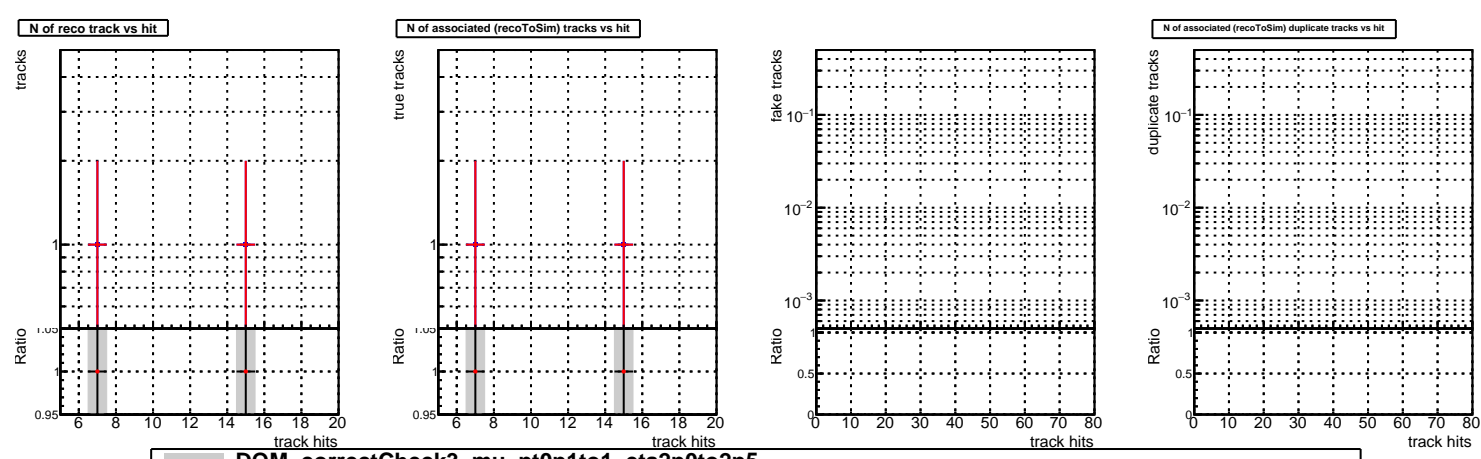 N of reco track vs hit
tracks
1
1.05
Ratio
1
0.95
6 8 10 12 14 16 18 20
track hits
N of associated (recoToSim) tracks vs hit
true tracks
1
1.05
Ratio
1
0.95
6 8 10 12 14 16 18 20
track hits
fake tracks
10−1
10−2
10−3
Ratio
1
0.5
0
0 10 20 30 40 50 60 70 80
track hits
N of associated (recoToSim) duplicate tracks vs hit
duplicate tracks
10−1
10−2
10−3
Ratio
1
0.5
0
0 10 20 30 40 50 60 70 80
track hits
DQM_correctCheck3_mu_pt0p1to1_eta2p0to2p5